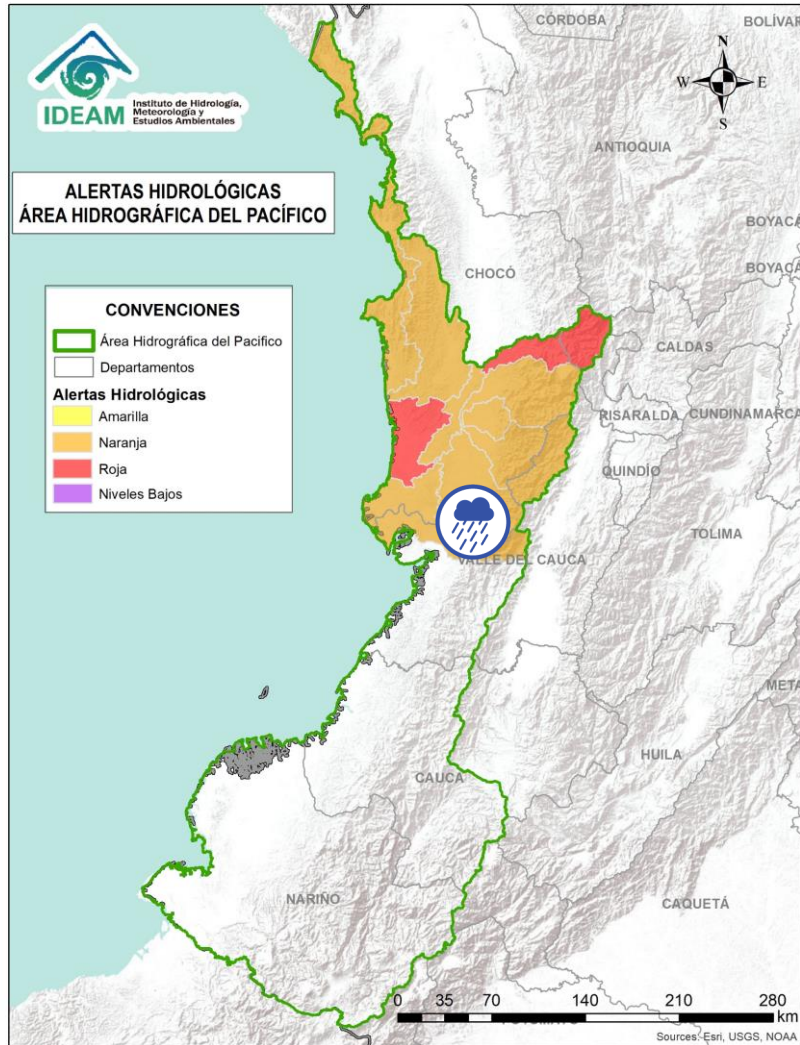 CÓRDOBA
BOLÍVAR
IDEAM
Instituto de Hidrología,
Meteorología y
Estudios Ambientales
N
W E
S
ANTIOQUIA
ALERTAS HIDROLÓGICAS
ÁREA HIDROGRÁFICA DEL PACÍFICO
BOYACÁ
BOYACÁ
CHOCÓ
CONVENCIONES
Área Hidrográfica del Pacifico
Departamentos
Alertas Hidrológicas
Amarilla
Naranja
Roja
Niveles Bajos
CALDAS
RISARALDA
CUNDINAMARCA
QUINDÍO
TOLIMA
VALLE DEL CAUCA
META
HUILA
CAUCA
NARIÑO
CAQUETÁ
0 35 70 140 210 280
km
Sources: Esri, USGS, NOAA